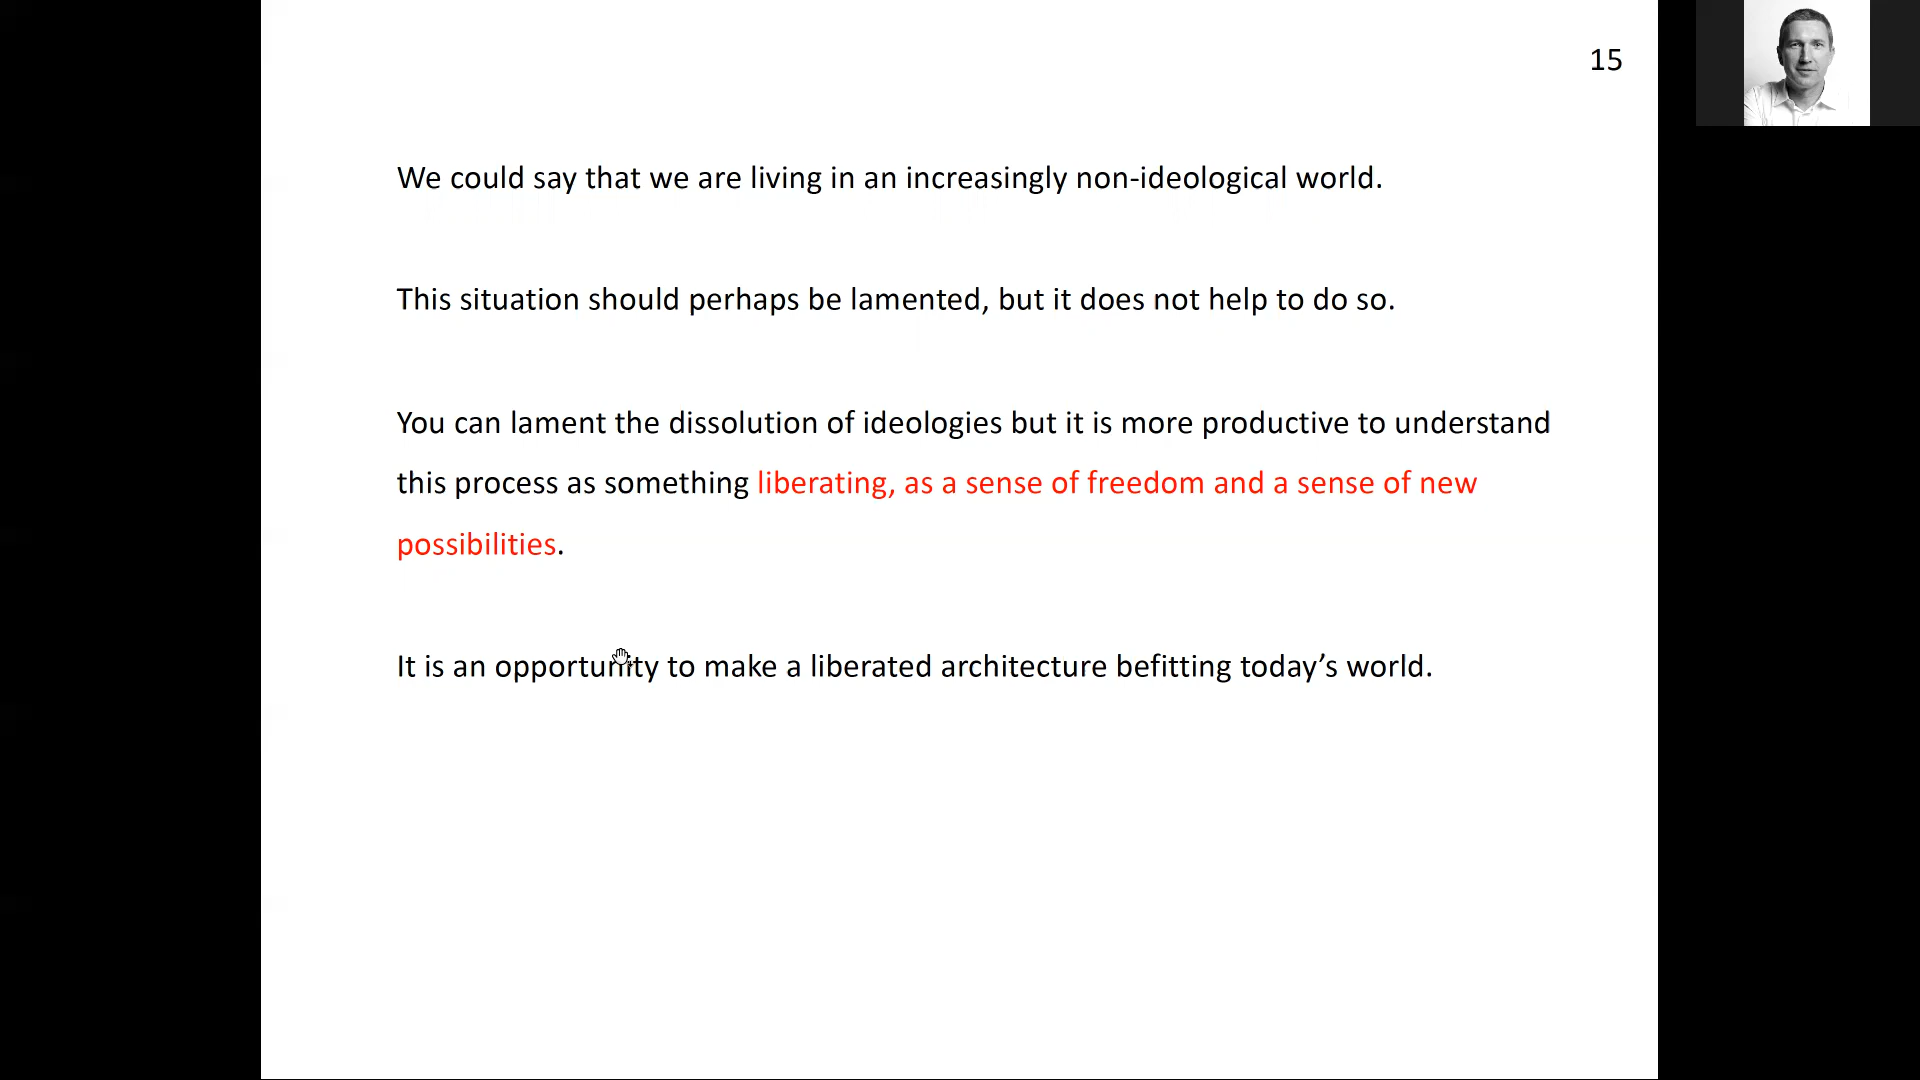 15
We could say that we are living in an increasingly non-ideological world.
This situation should perhaps be lamented, but it does not help to do so.
You can lament the dissolution of ideologies but it is more productive to understand
this process as something liberating, as a sense of freedom and a sense of new
possibilities.
It is an opportunity to make a liberated architecture befitting today’s world.